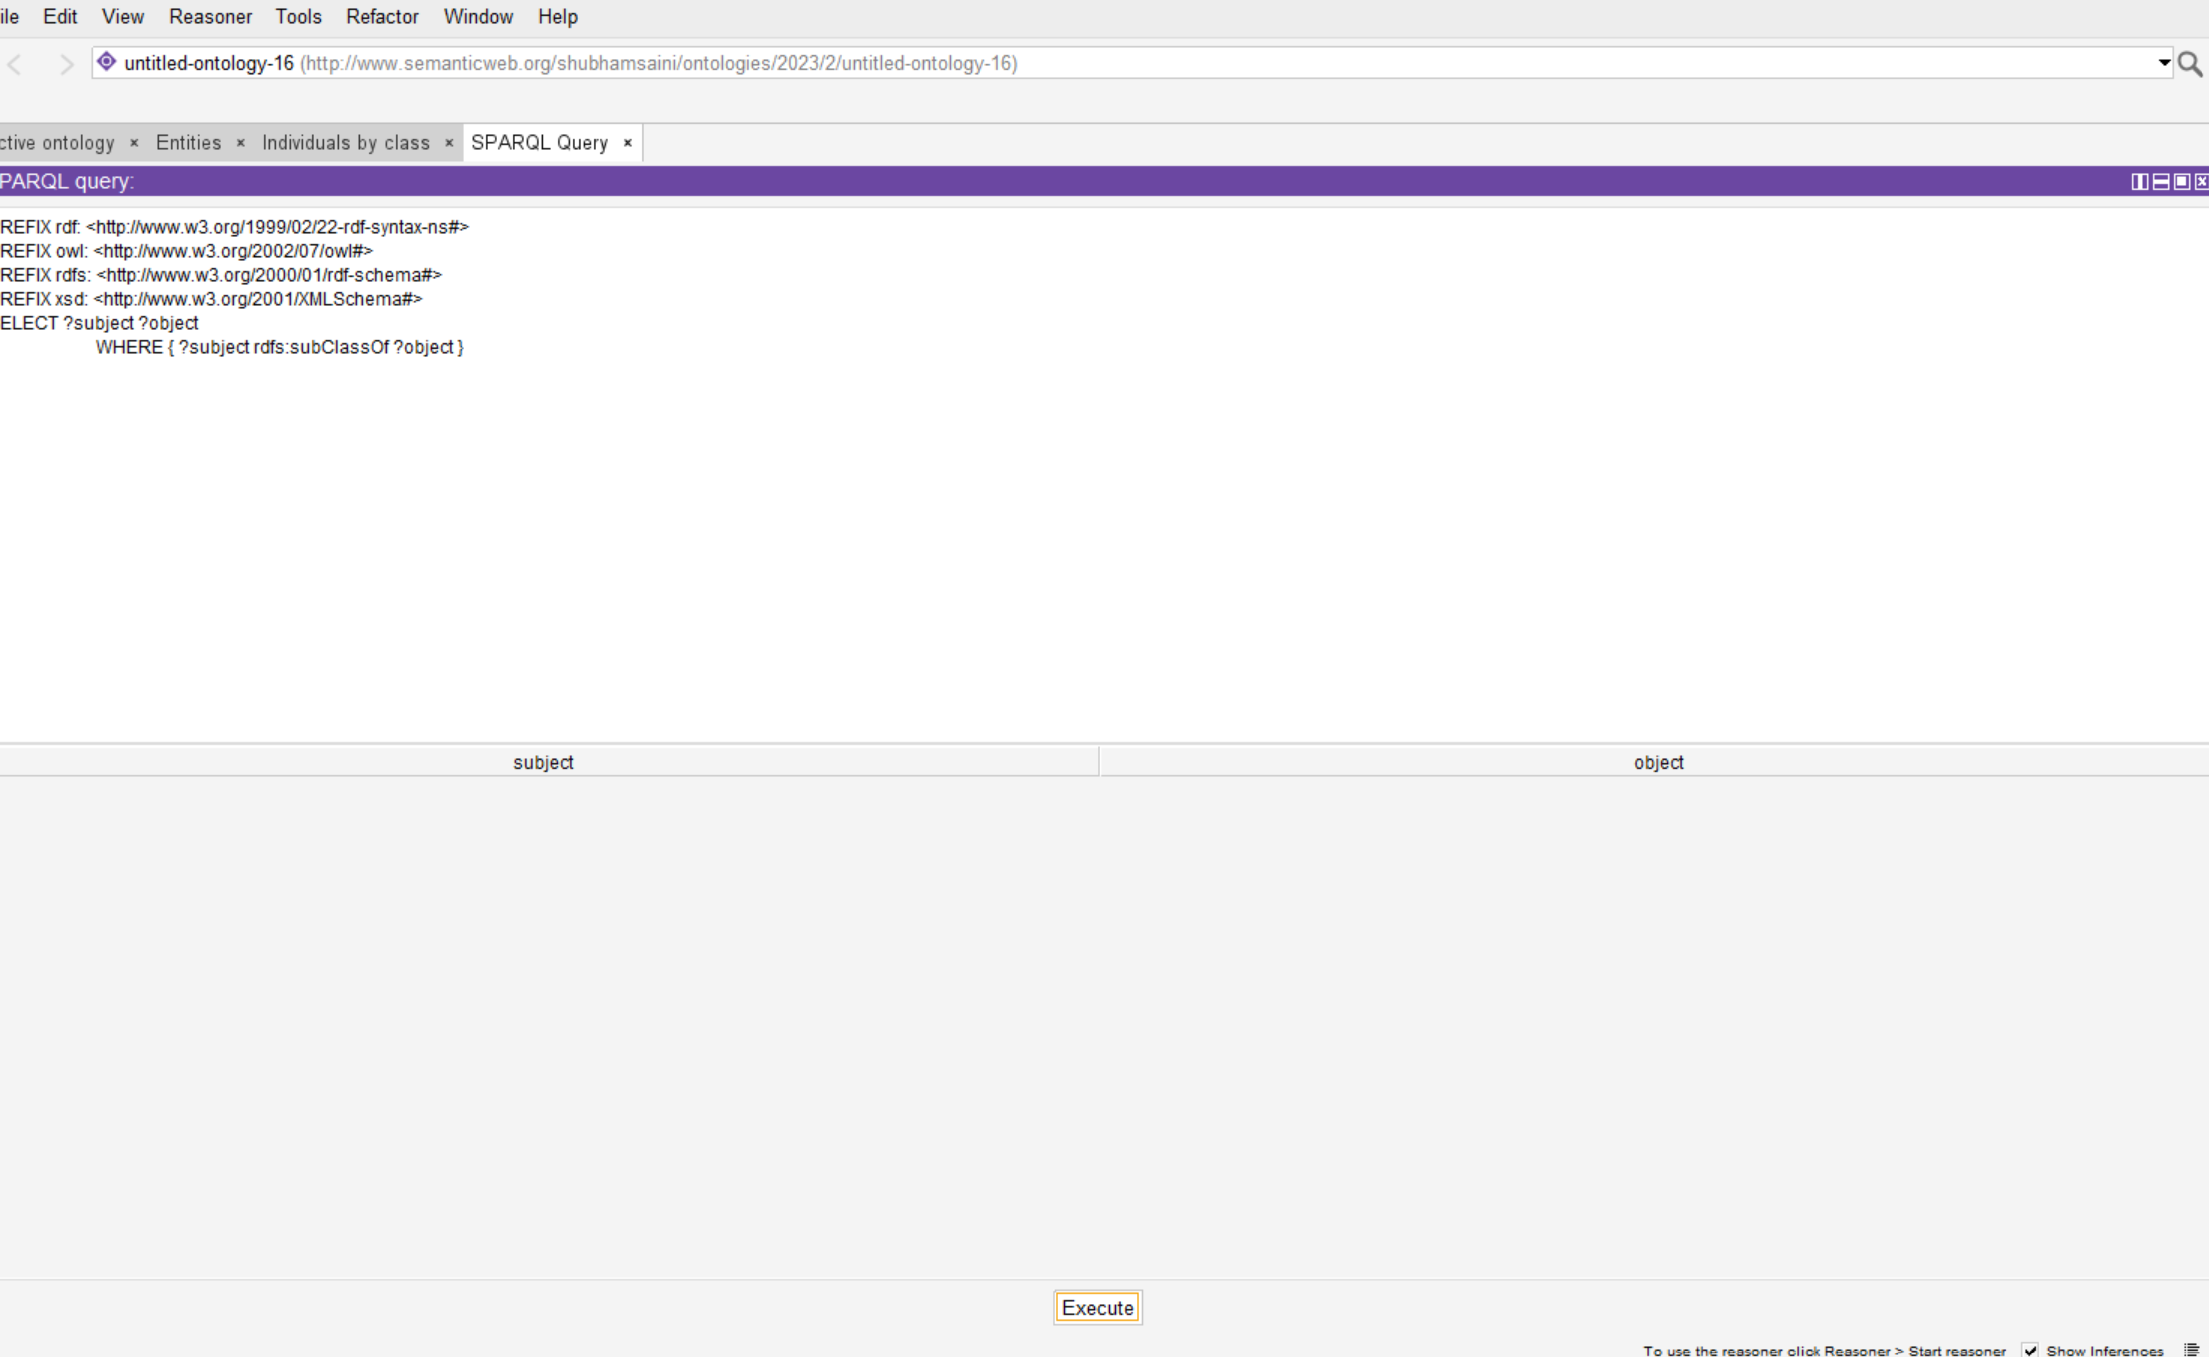 ile Edit View Reasoner Tools Refactor Window Help
untitled-ontology-16 (http://www.semanticweb.org/shubhamsaini/ontologies/2023/2/untitled-ontology-16)
ctive ontology × Entities × Individuals by class × SPARQL Query ×
PARQL query:
REFIX rdf: <http://www.w3.org/1999/02/22-rdf-syntax-ns#>
REFIX owl: <http://www.w3.org/2002/07/owl#>
REFIX rdfs: <http://www.w3.org/2000/01/rdf-schema#>
REFIX xsd: <http://www.w3.org/2001/XMLSchema#>
ELECT ?subject ?object
WHERE { ?subject rdfs:subClassOf ?object }
subject object
Execute
To use the reasoner click Reasoner > Start reasoner Show Inferences